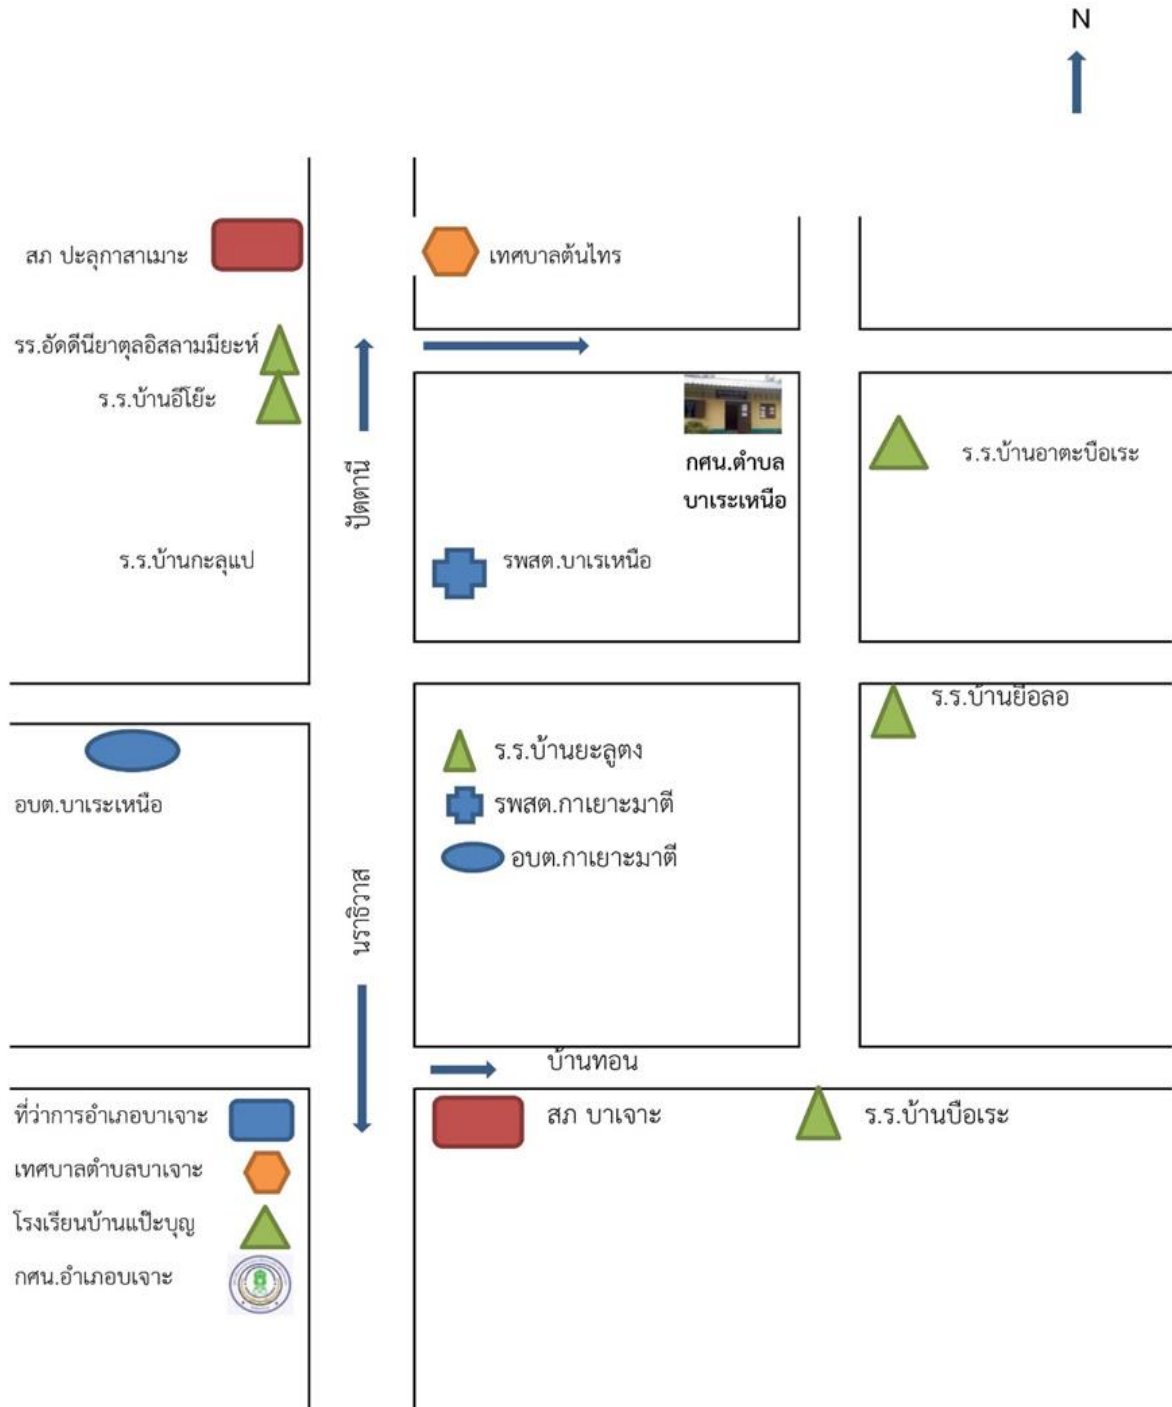 N
สภ ปะลุกาสาเมาะ
เทศบาลต้นไทร
รร.อัดดีนียาตุลอิสลามมียะห์
ร.ร.บ้านอีโย๊ะ
ปัตตานี
กศน.ตำบล
บาเระเหนือ
ร.ร.บ้านอาตะบือเระ
ร.ร.บ้านกะลุแป
รพสต.บาเรเหนือ
ร.ร.บ้านยือลอ
ร.ร.บ้านยะลูตง
รพสต.กาเยาะมาตี
อบต.กาเยาะมาตี
อบต.บาเระเหนือ
นราธิวาส
บ้านทอน
ที่ว่าการอำเภอบาเจาะ
สภ บาเจาะ
ร.ร.บ้านบือเระ
เทศบาลตำบลบาเจาะ
โรงเรียนบ้านแป๊ะบุญ
กศน.อำเภอบเจาะ